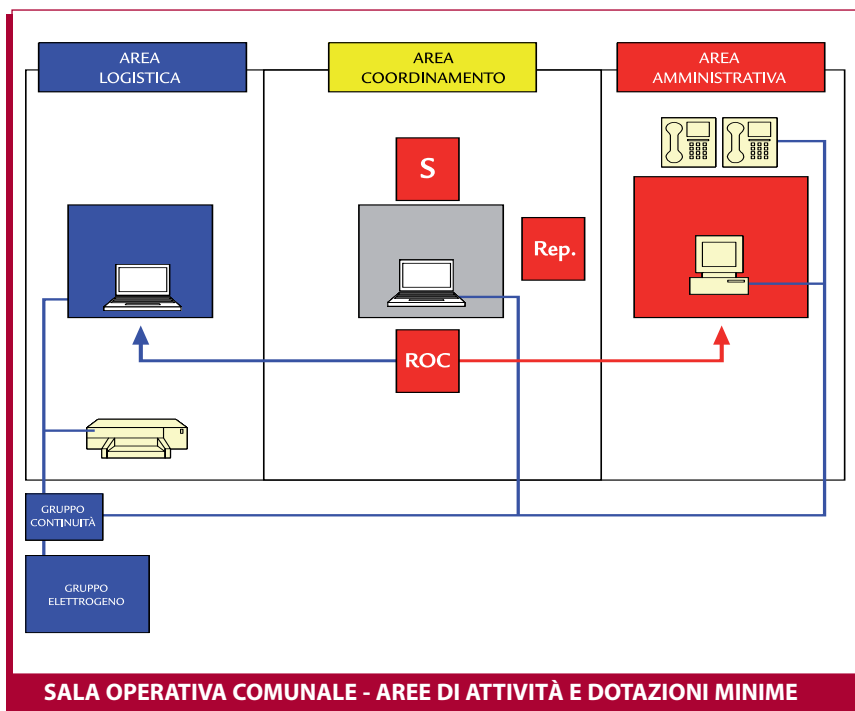 AREA
LOGISTICA
AREA
COORDINAMENTO
AREA
AMMINISTRATIVA
S
Rep.
ROC
GRUPPO
CONTINUITÀ
GRUPPO
ELETTROGENO
SALA OPERATIVA COMUNALE - AREE DI ATTIVITÀ E DOTAZIONI MINIME